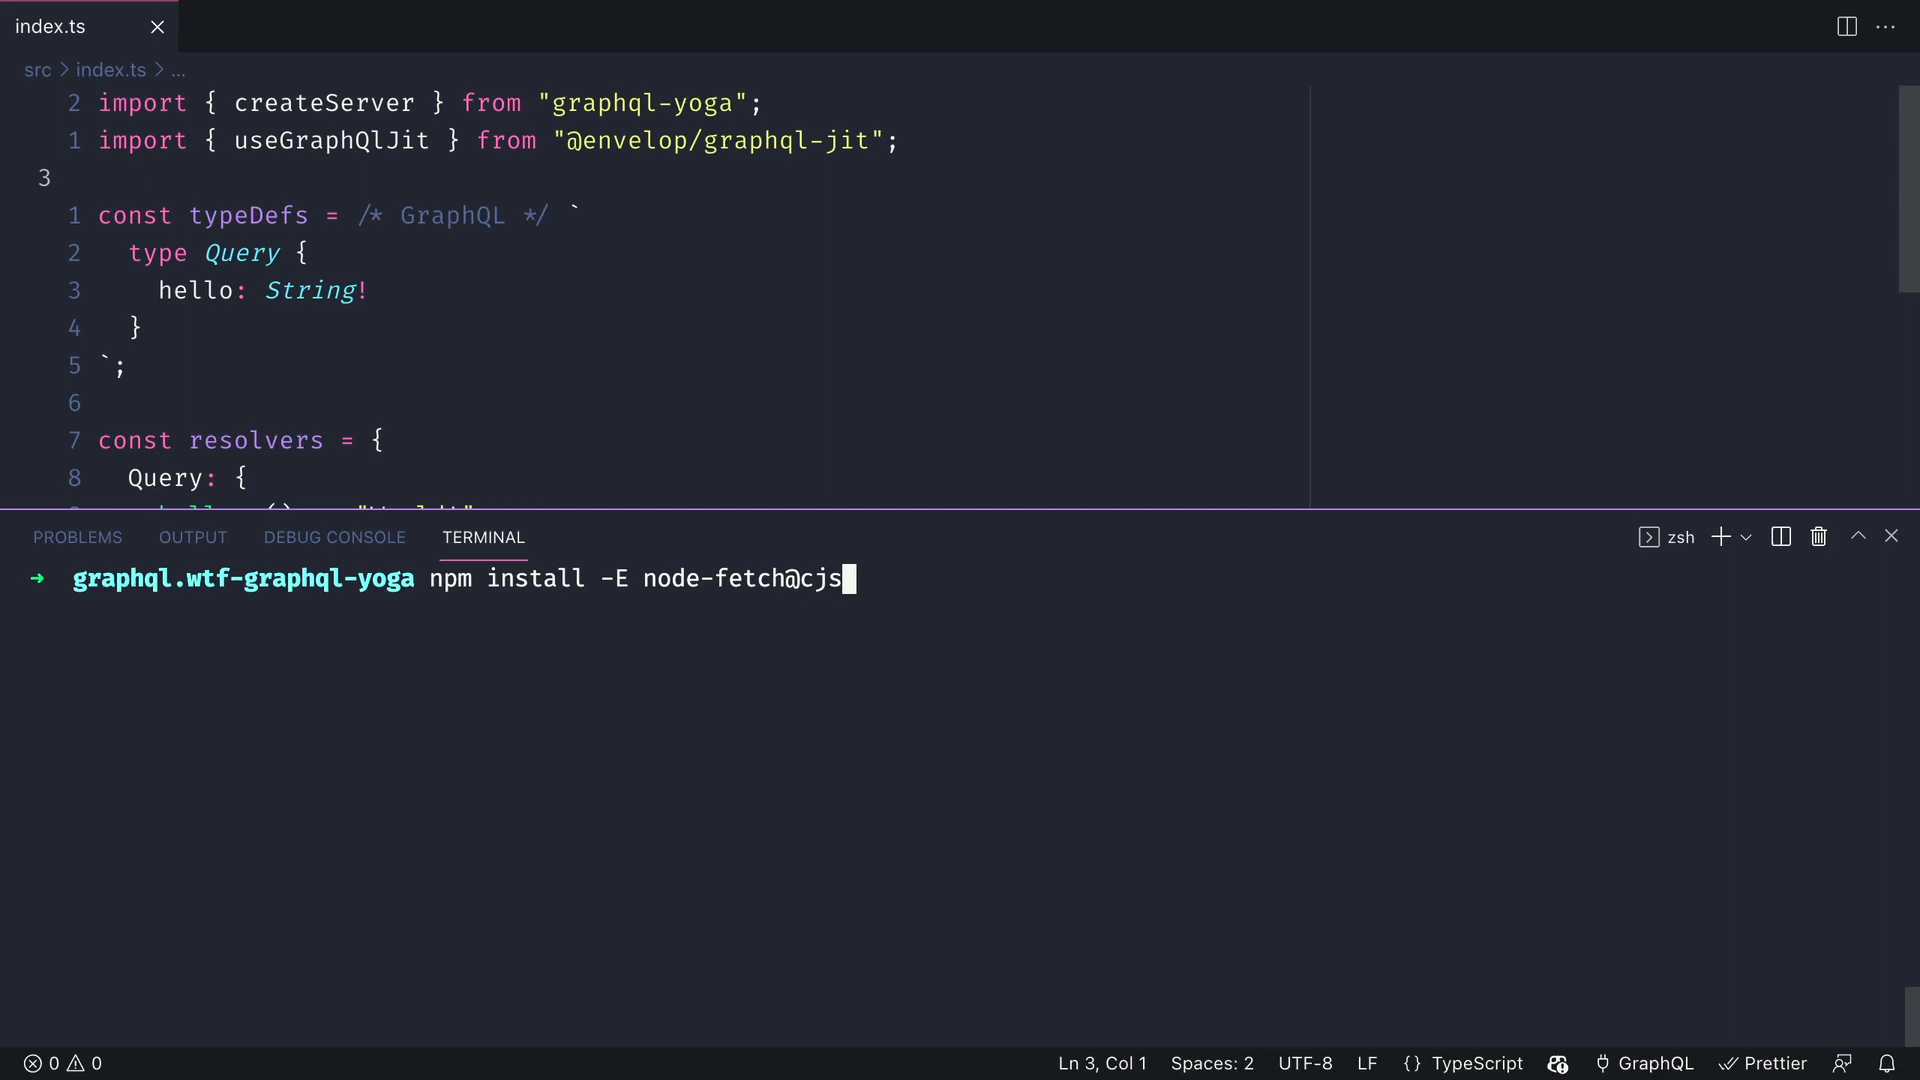 index.ts
src > index.ts > ...
2 import { createServer } from "graphql-yoga";
1 import { useGraphQlJit } from "@envelop/graphql-jit";
3
1 const typeDefs = /* GraphQL */ `
2 type Query {
3 hello: String!
4 }
5 `;
6
7 const resolvers = {
8 Query: {
PROBLEMS OUTPUT DEBUG CONSOLE TERMINAL zsh
➜ graphql.wtf-graphql-yoga npm install -E node-fetch@cjs
0 0 Ln 3, Col 1 Spaces: 2 UTF-8 LF {} TypeScript GraphQL Prettier